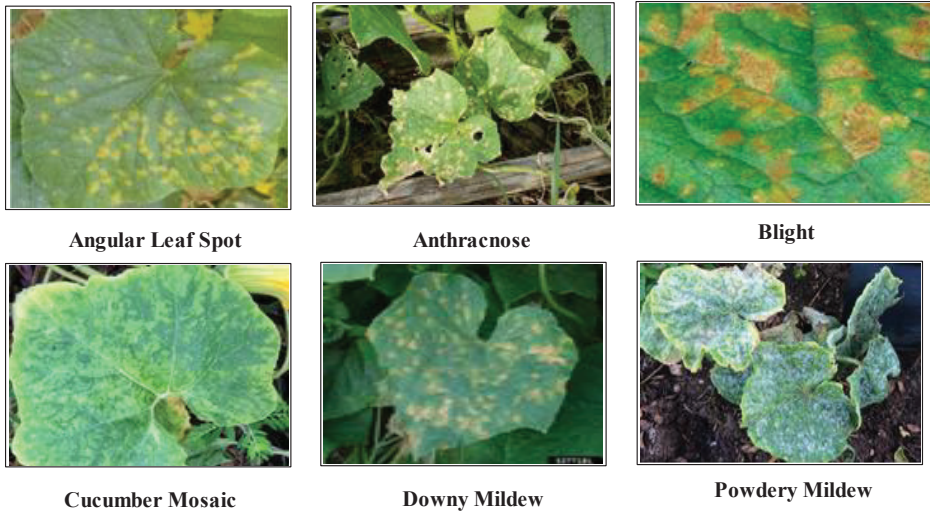 Angular Leaf Spot
Anthracnose
Blight
Cucumber Mosaic
Downy Mildew
Powdery Mildew